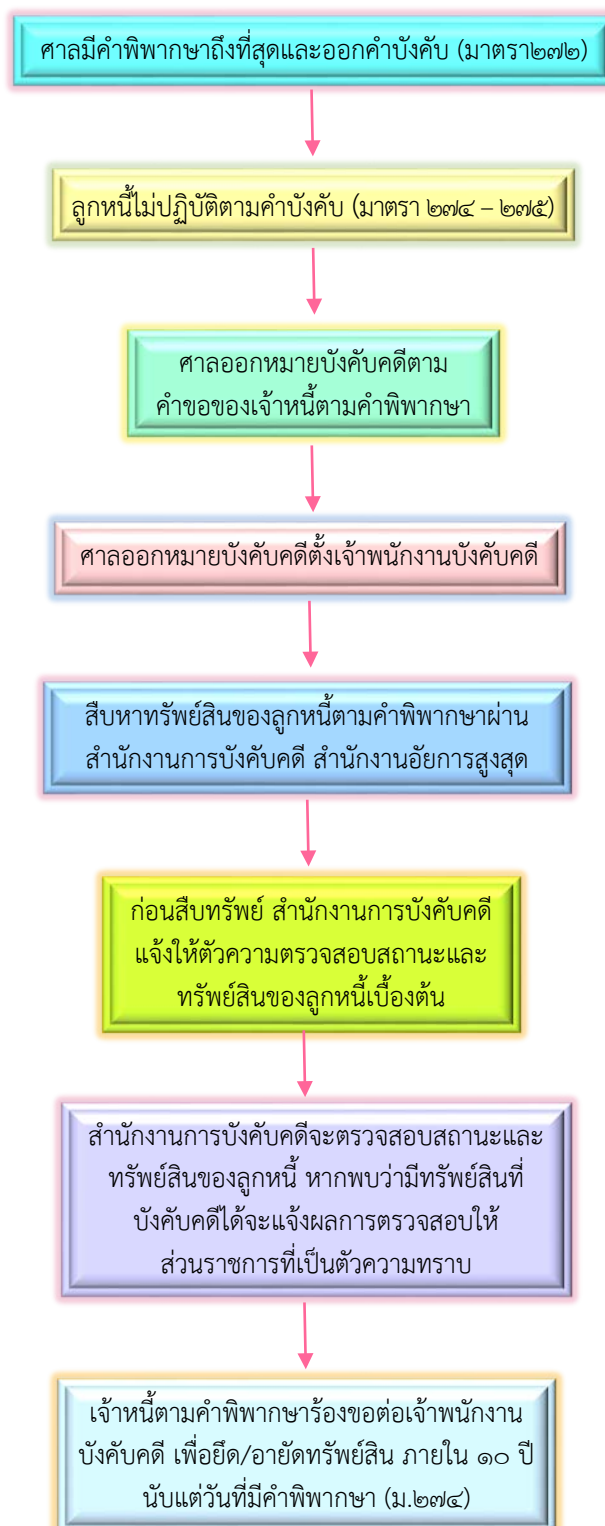 ศาลมีคำพิพากษาถึงที่สุดและออกคำบังคับ (มาตรา๒๗๒)
ลูกหนี้ไม่ปฏิบัติตามคำบังคับ (มาตรา ๒๗๔ – ๒๗๕)
ศาลออกหมายบังคับคดีตาม
คำขอของเจ้าหนี้ตามคำพิพากษา
ศาลออกหมายบังคับคดีตั้งเจ้าพนักงานบังคับคดี
สืบหาทรัพย์สินของลูกหนี้ตามคำพิพากษาผ่าน
สำนักงานการบังคับคดี สำนักงานอัยการสูงสุด
ก่อนสืบทรัพย์ สำนักงานการบังคับคดี
แจ้งให้ตัวความตรวจสอบสถานะและ
ทรัพย์สินของลูกหนี้เบื้องต้น
สำนักงานการบังคับคดีจะตรวจสอบสถานะและ
ทรัพย์สินของลูกหนี้ หากพบว่ามีทรัพย์สินที่
บังคับคดีได้จะแจ้งผลการตรวจสอบให้
ส่วนราชการที่เป็นตัวความทราบ
เจ้าหนี้ตามคำพิพากษาร้องขอต่อเจ้าพนักงาน
บังคับคดี เพื่อยึด/อายัดทรัพย์สิน ภายใน ๑๐ ปี
นับแต่วันที่มีคำพิพากษา (ม.๒๗๔)